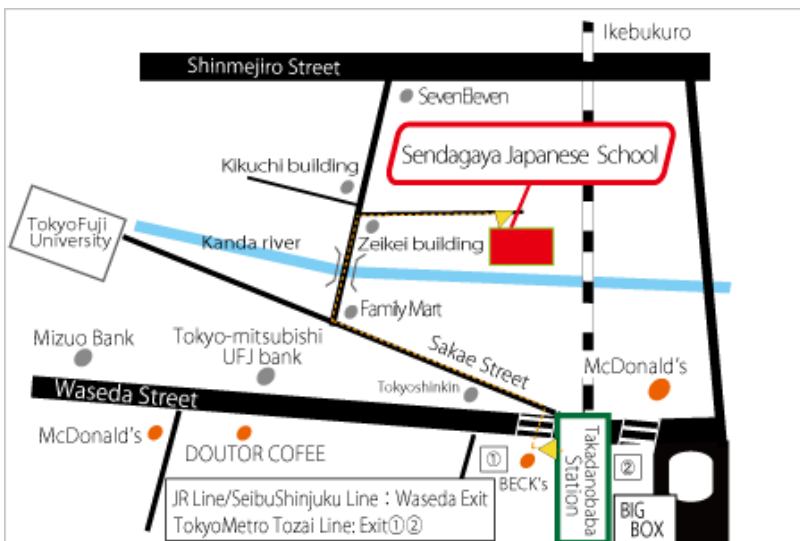 Ikebukuro
Shinmejiro Street
SevenEleven
Sendagaya Japanese School
Kikuchi building
TokyoFuji
University
Kanda river
Zeikei building
FamilyMart
Mizuo Bank
Tokyo-mitsubishi
UFJ bank
Sakae Street
McDonald's
Tokyoshinkin
Waseda Street
McDonald's
DOUTOR COFEE
①
BECK's
Takadanobaba
Station
②
JR Line/SeibuShinjuku Line：Waseda Exit
TokyoMetro Tozai Line: Exit①②
BIG
BOX